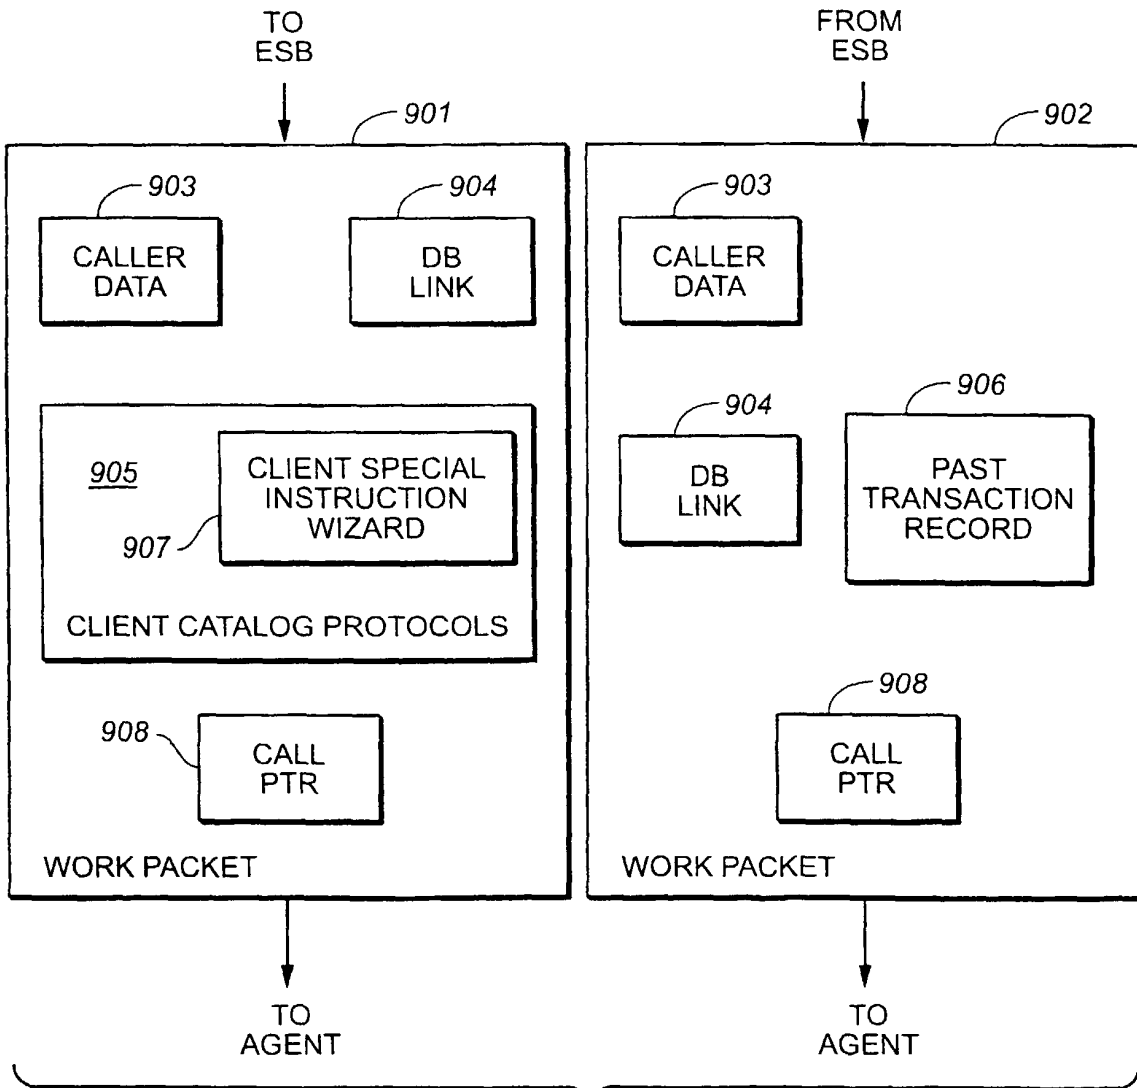 TO
ESB
901
903
904
CALLER
DATA
DB
LINK
905
CLIENT SPECIAL
INSTRUCTION
WIZARD
907
CLIENT CATALOG PROTOCOLS
908
CALL
PTR
WORK PACKET
TO
AGENT
FROM
ESB
902
903
CALLER
DATA
904
DB
LINK
906
PAST
TRANSACTION
RECORD
908
CALL
PTR
WORK PACKET
TO
AGENT